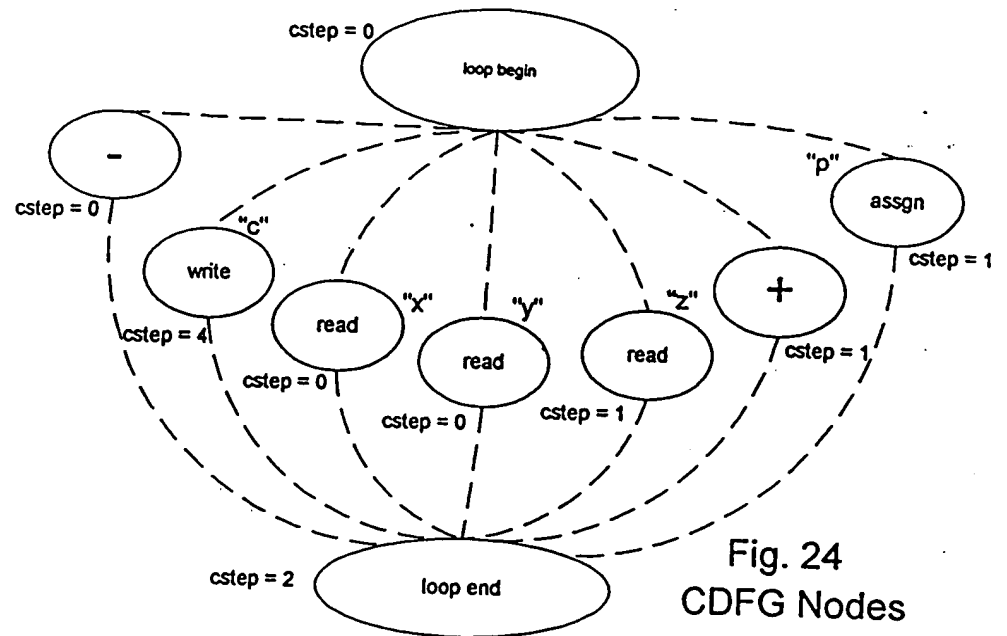 cstep = 0
loop begin
-
cstep = 0
"c"
write
cstep = 4
"x"
read
cstep = 0
"y"
read
cstep = 0
"z"
read
cstep = 1
+
cstep = 1
"p"
assgn
cstep = 1
cstep = 2
loop end
Fig. 24
CDFG Nodes